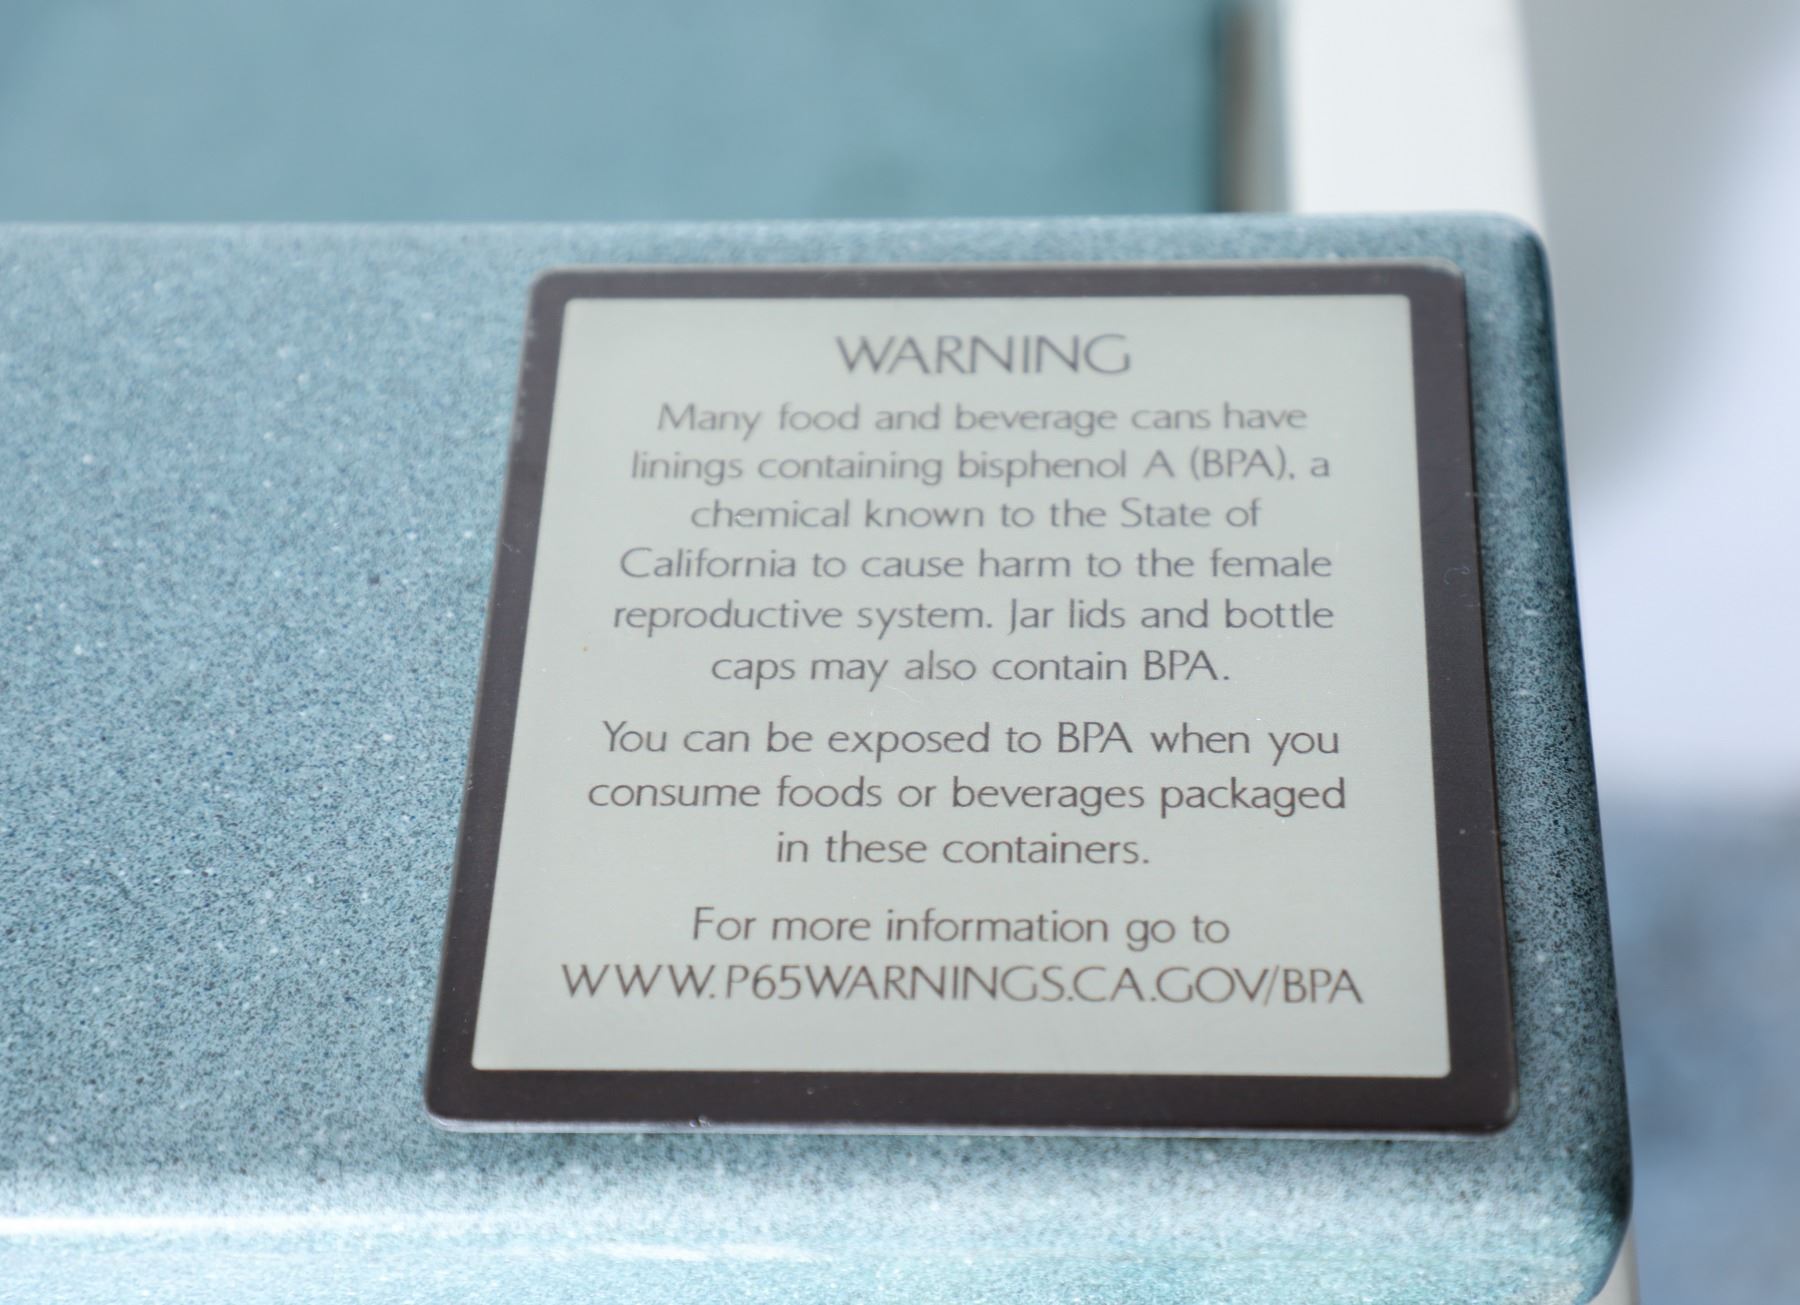 WARNING
Many food and beverage cans have
linings containing bisphenol A (BPA), a
chemical known to the State of
California to cause harm to the female
reproductive system. Jar lids and bottle
caps may also contain BPA.
You can be exposed to BPA when you
consume foods or beverages packaged
in these containers.
For more information go to
WWW.P65WARNINGS.CA.GOV/BPA